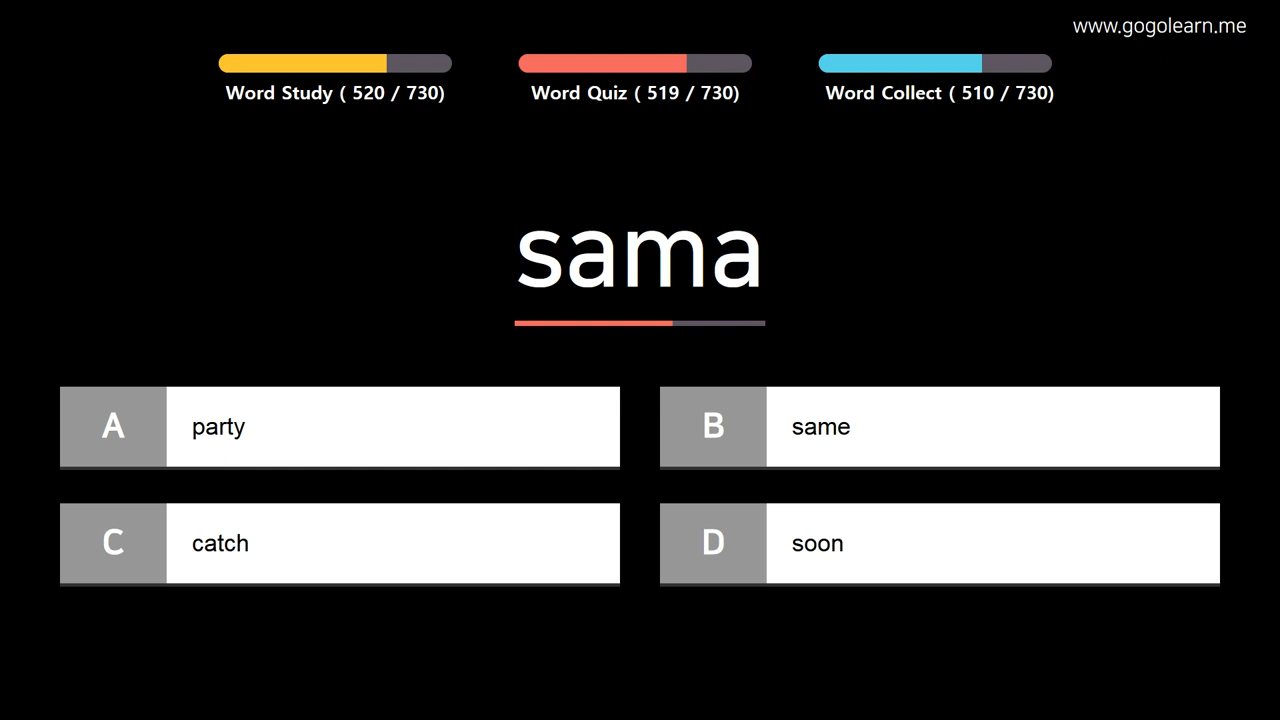 www.gogolearn.me
Word Study ( 520 / 730)
Word Quiz ( 519 / 730)
Word Collect ( 510 / 730)
sama
A party
B same
C catch
D soon